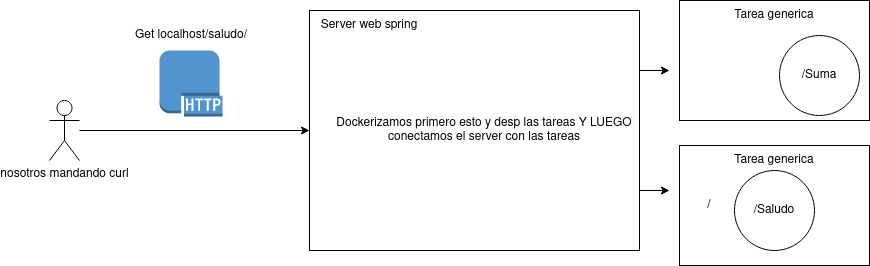 Get localhost/saludo/
HTTP
nosotros mandando curl
Server web spring
Dockerizamos primero esto y desp las tareas Y LUEGO
conectamos el server con las tareas
Tarea generica
/Suma
Tarea generica
/
/Saludo